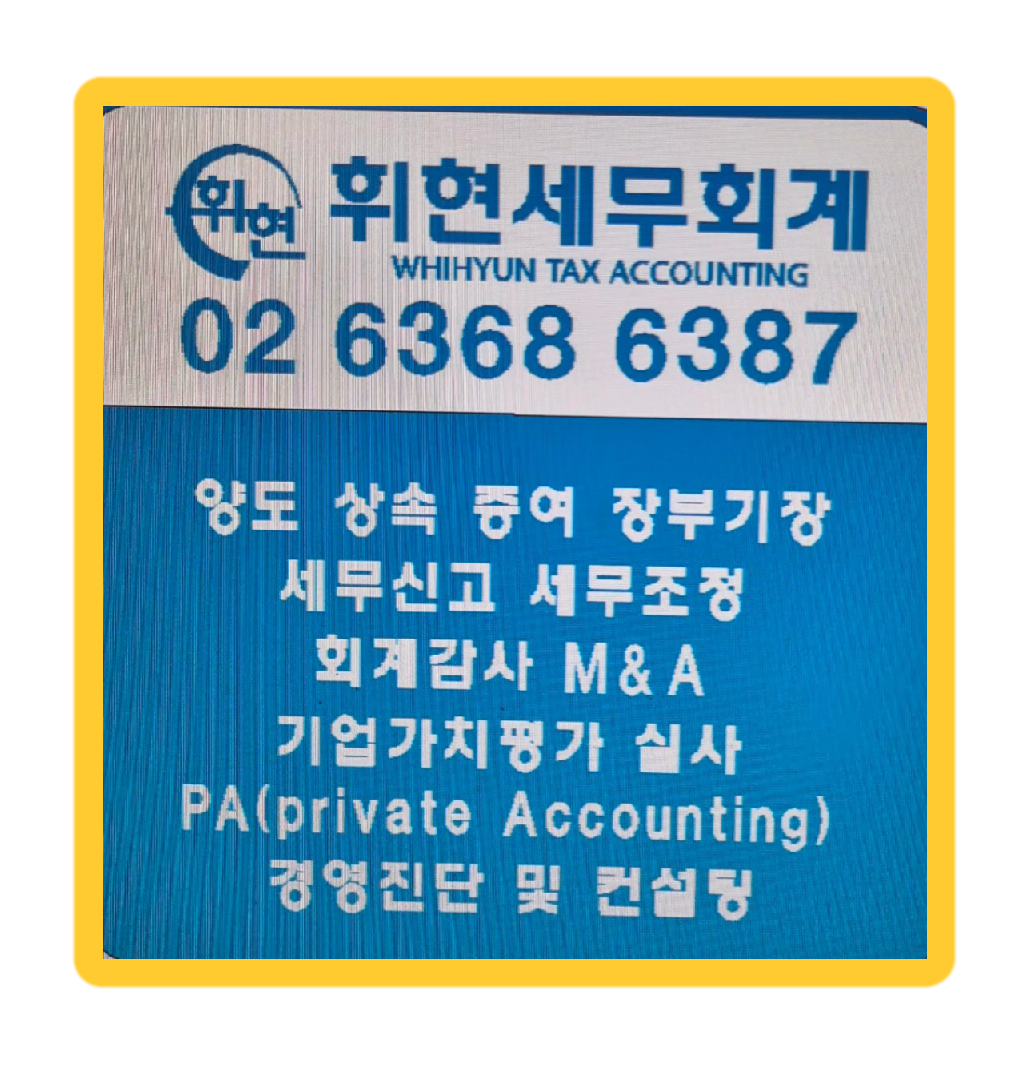 휘현
휘현세무회계
WHIHYUN TAX ACCOUNTING
02 6368 6387
양도 상속 증여 장부기장
세무신고 세무조정
회계감사 M&A
기업가치평가 실사
PA(private Accounting)
경영진단 및 컨설팅